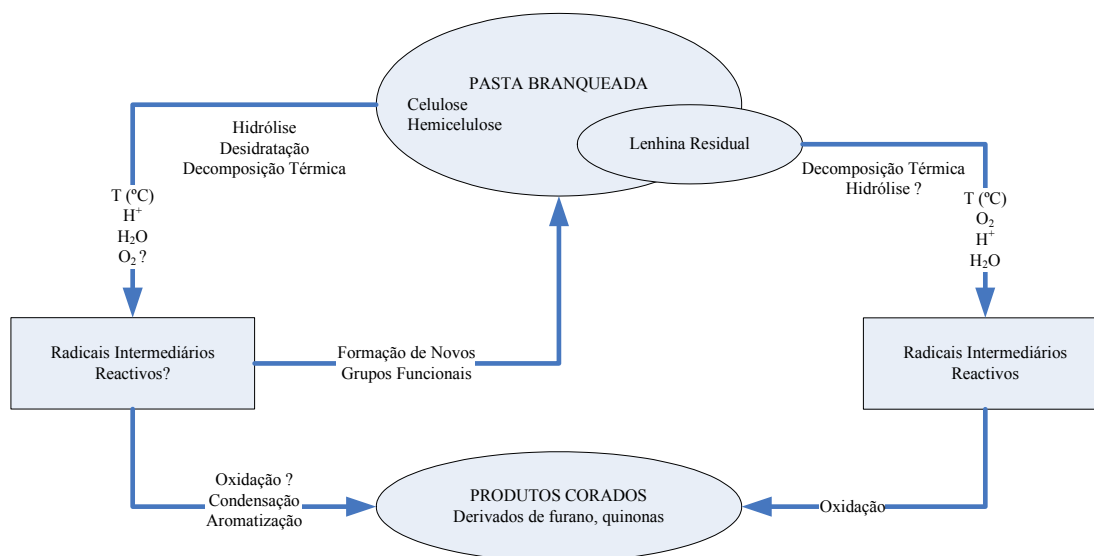 PASTA BRANQUEADA
Celulose
Hemicelulose
Lenhina Residual
Hidrólise
Desidratação
Decomposição Térmica
T (ºC)
H⁺
H₂O
O₂ ?
Decomposição Térmica
Hidrólise ?
T (ºC)
O₂
H⁺
H₂O
Radicais Intermediários
Reactivos?
Formação de Novos
Grupos Funcionais
Radicais Intermediários
Reactivos
Oxidação ?
Condensação
Aromatização
PRODUTOS CORADOS
Derivados de furano, quinonas
Oxidação